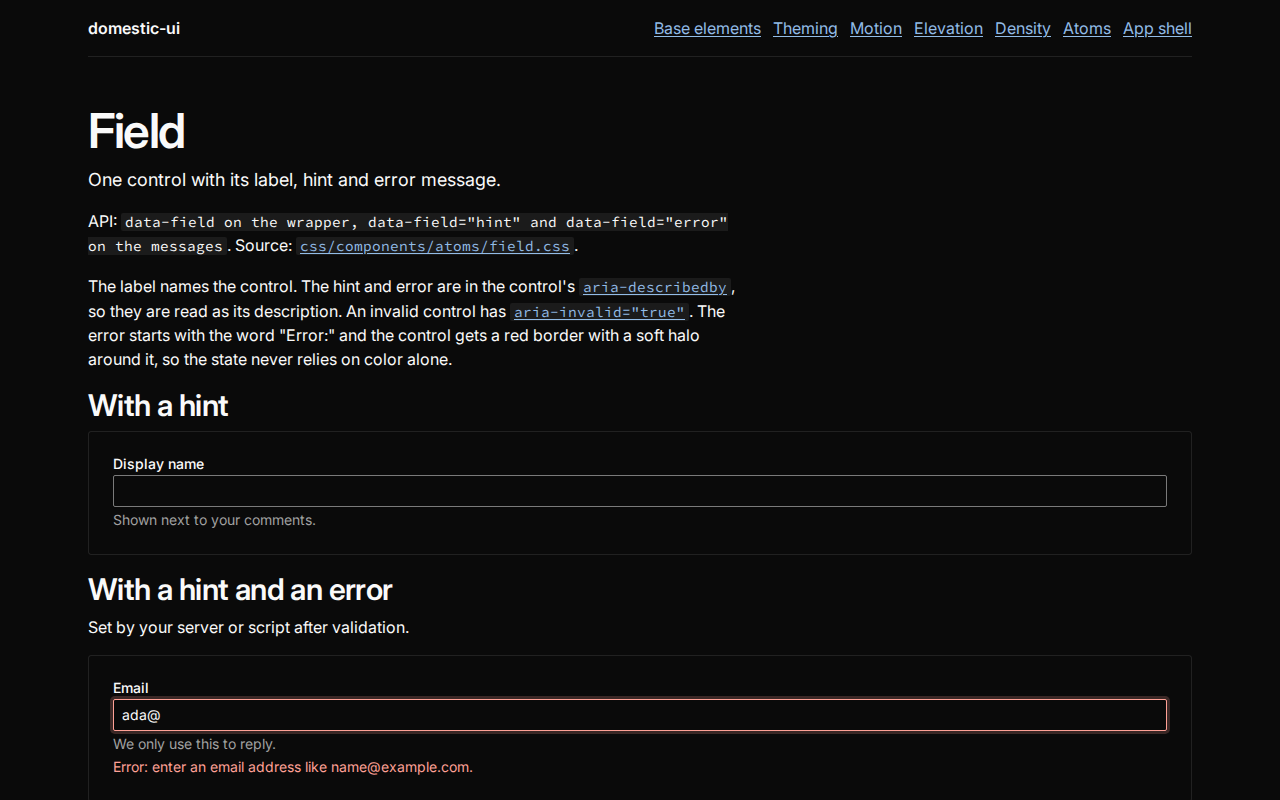 domestic-ui
Base elements Theming Motion Elevation Density Atoms App shell
Field
One control with its label, hint and error message.
API: data-field on the wrapper, data-field="hint" and data-field="error"
on the messages. Source: css/components/atoms/field.css.
The label names the control. The hint and error are in the control's aria-describedby,
so they are read as its description. An invalid control has aria-invalid="true". The
error starts with the word "Error:" and the control gets a red border with a soft halo
around it, so the state never relies on color alone.
With a hint
Display name
Shown next to your comments.
With a hint and an error
Set by your server or script after validation.
Email
ada@
We only use this to reply.
Error: enter an email address like name@example.com.